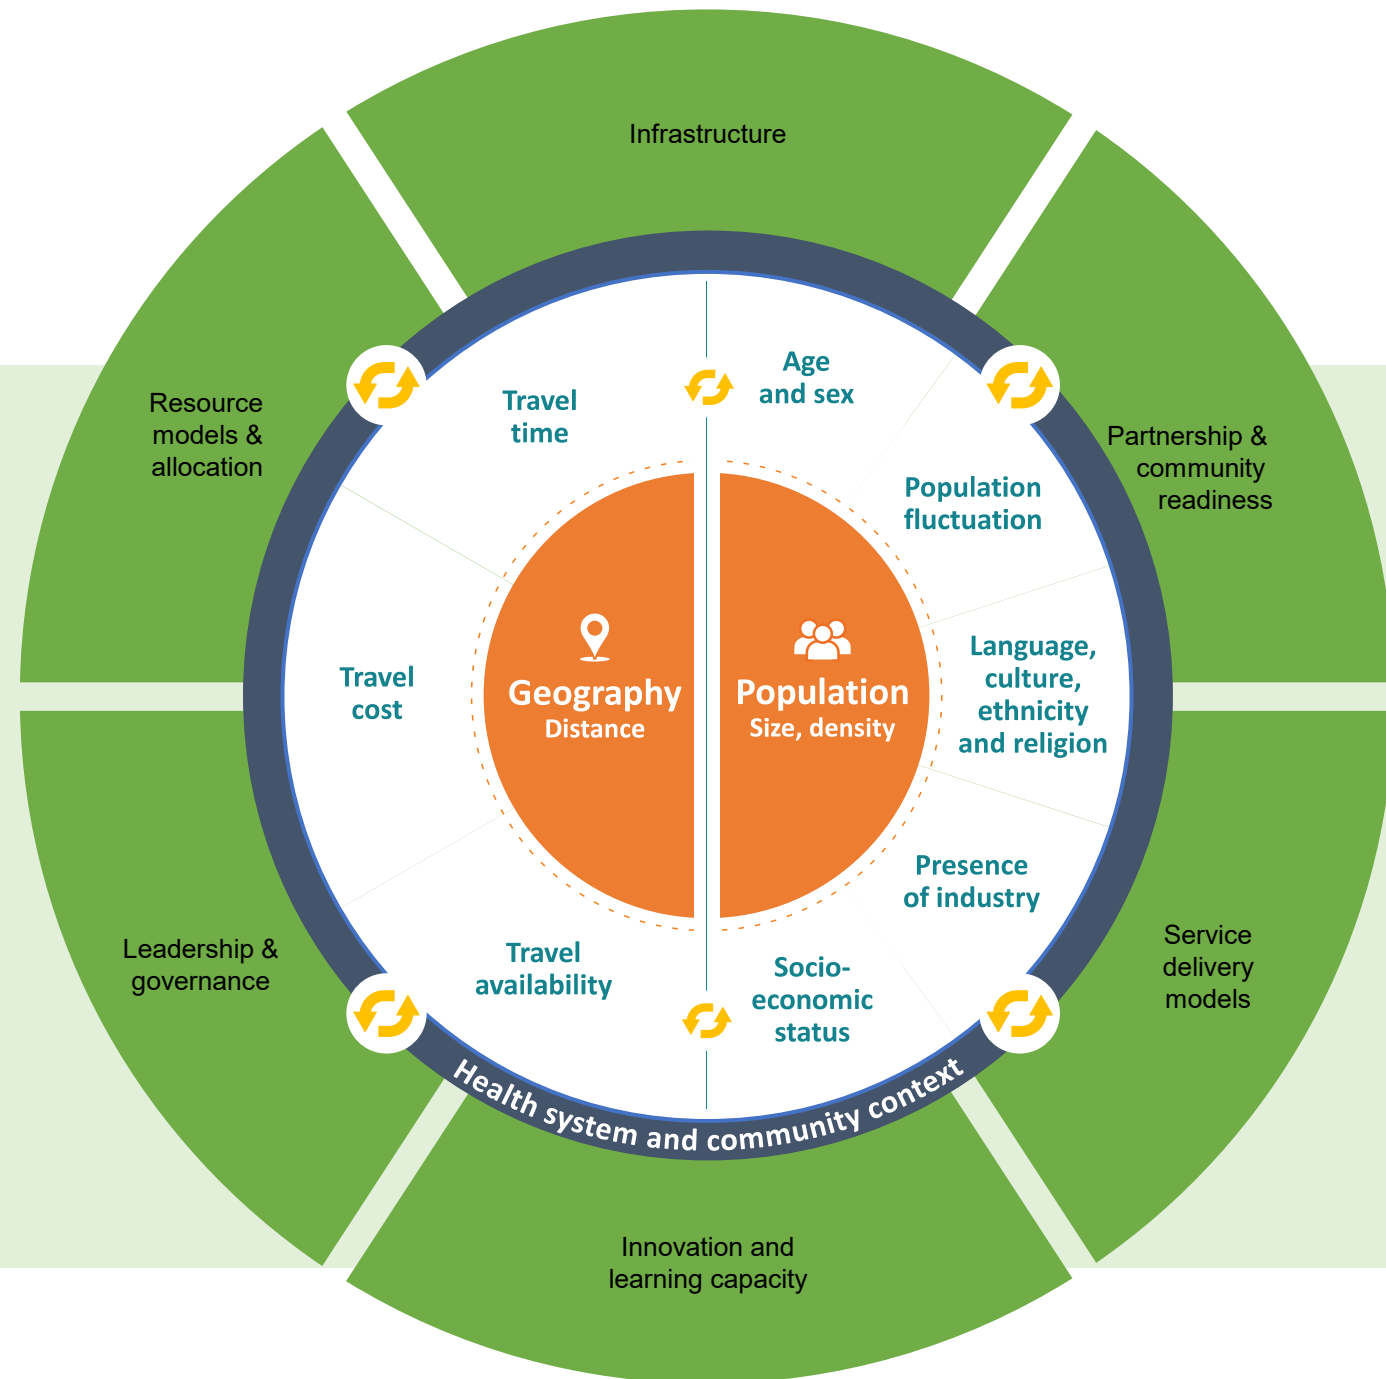 Infrastructure
Resource
models &
allocation
Partnership &
community
readiness
Leadership &
governance
Service
delivery
models
Innovation and
learning capacity
Travel
time
Travel
cost
Travel
availability
Age
and sex
Population
fluctuation
Language,
culture,
ethnicity
and religion
Presence
of industry
Socio-
economic
status
Geography
Distance
Population
Size, density
Health system and community context